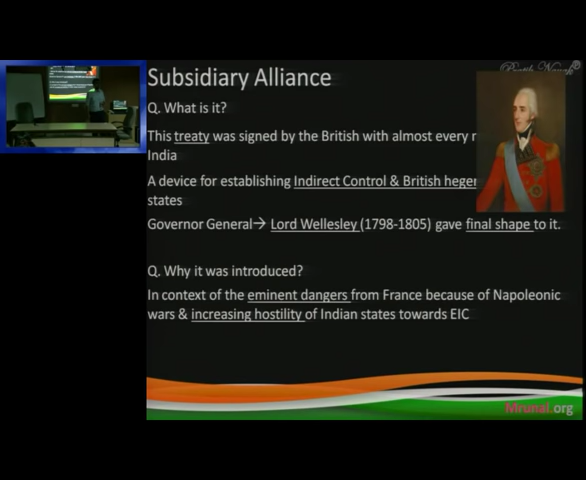 Subsidiary Alliance
Q. What is it?
This treaty was signed by the British with almost every
India
A device for establishing Indirect Control & British
states
Governor General→ Lord Wellesley (1798-1805) gave final shape to it.
Q. Why it was introduced?
In context of the eminent dangers from France because of Napoleonic
wars & increasing hostility of Indian states towards EIC
Mrunal.org